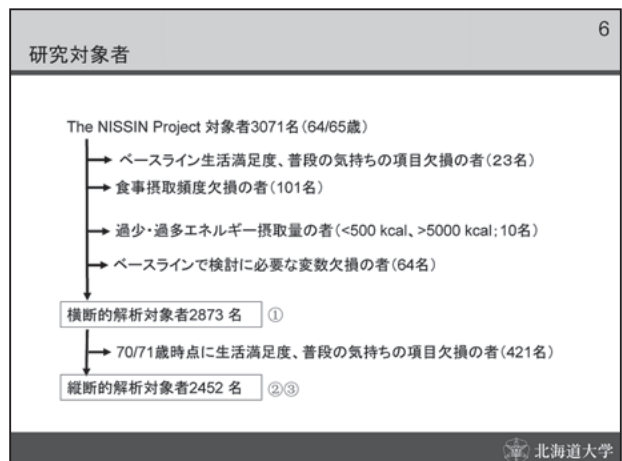 6
研究対象者
The NISSIN Project 対象者3071名(64/65歳)
ベースライン生活満足度、普段の気持ちの項目欠損の者(23名)
食事摂取頻度欠損の者(101名)
過少・過多エネルギー摂取量の者(<500 kcal、>5000 kcal;10名)
ベースラインで検討に必要な変数欠損の者(64名)
横断的解析対象者2873 名 ①
70/71歳時点に生活満足度、普段の気持ちの項目欠損の者(421名)
縦断的解析対象者2452 名 ②③
北海道大学